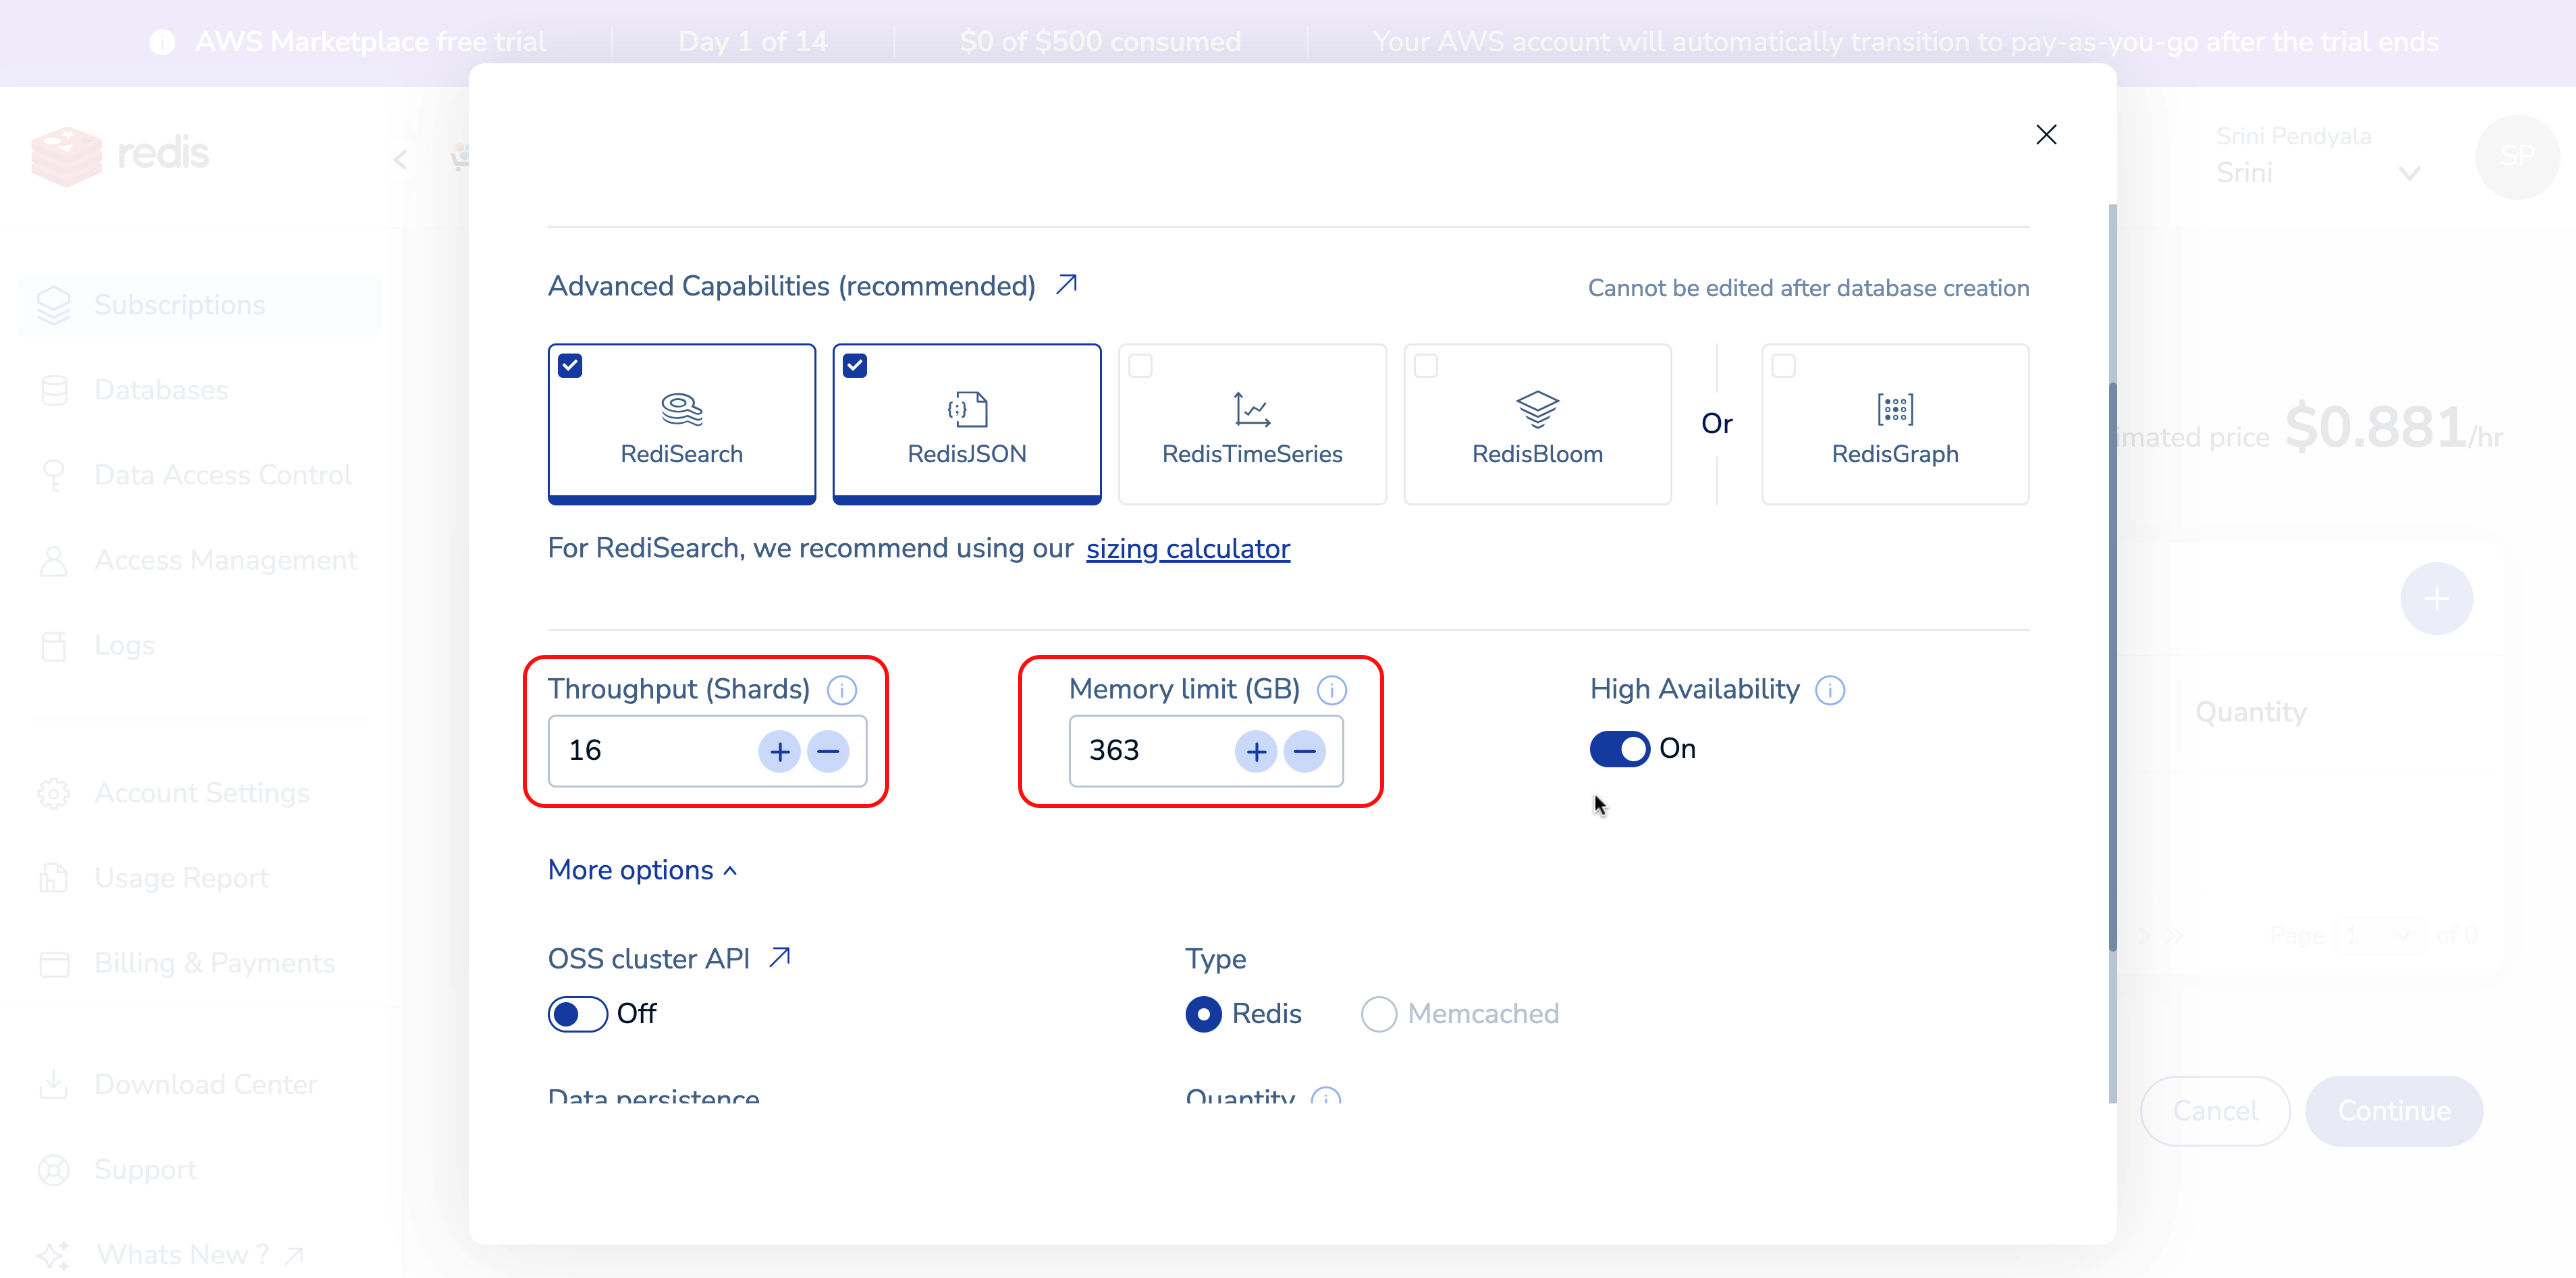 AWS Marketplace free trial
Day 1 of 14
$0 of $500 consumed
Your AWS account will automatically transition to pay-as-you-go after the trial ends
redis
Srini Pendyala
Srini
SP
Subscriptions
Databases
Data Access Control
Access Management
Logs
Account Settings
Usage Report
Billing & Payments
Download Center
Support
Whats New ?
Advanced Capabilities (recommended)
Cannot be edited after database creation
RediSearch
RedisJSON
RedisTimeSeries
RedisBloom
Or
RedisGraph
For RediSearch, we recommend using our sizing calculator
Throughput (Shards)
16
Memory limit (GB)
363
High Availability
On
More options
OSS cluster API
Off
Type
Redis
Memcached
Data persistence
Quantity
price $0.881/hr
Quantity
Page 1 of 0
Cancel
Continue